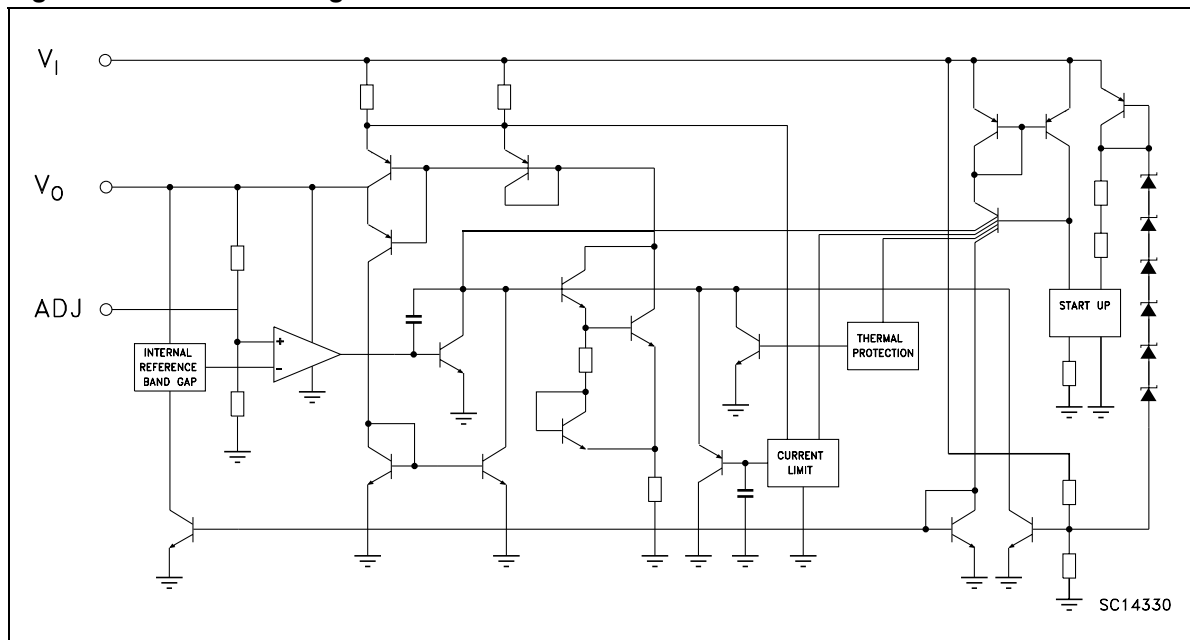 V_I
V_O
ADJ
INTERNAL
REFERENCE
BAND GAP
+
-
THERMAL
PROTECTION
START UP
CURRENT
LIMIT
SC14330